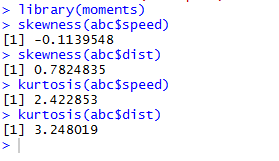 > library(moments)
> skewness(abc$speed)
[1] -0.1139548
> skewness(abc$dist)
[1] 0.7824835
> kurtosis(abc$speed)
[1] 2.422853
> kurtosis(abc$dist)
[1] 3.248019
>